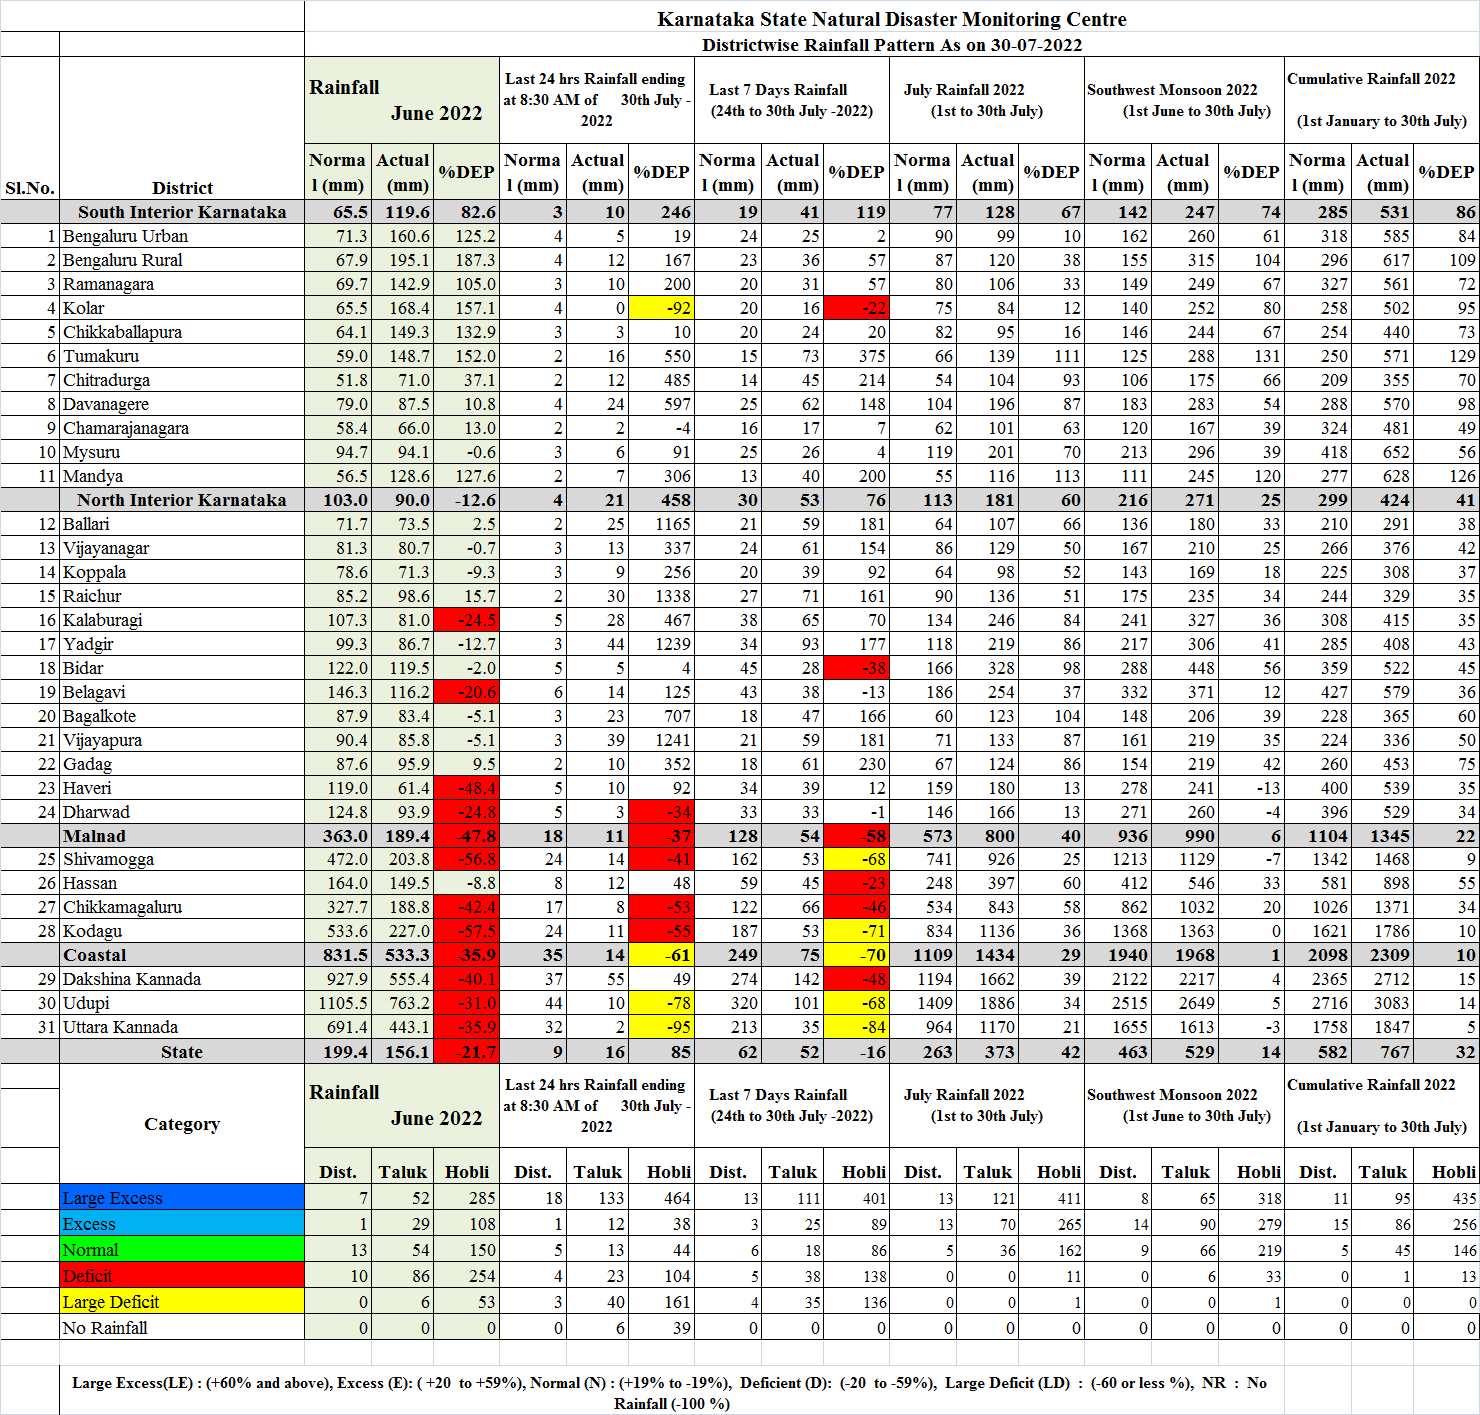 Karnataka State Natural Disaster Monitoring Centre
Districtwise Rainfall Pattern As on 30-07-2022
Sl.No. District Rainfall June 2022 Last 24 hrs Rainfall ending at 8:30 AM of 30th July - 2022 Last 7 Days Rainfall (24th to 30th July -2022) July Rainfall 2022 (1st to 30th July) Southwest Monsoon 2022 (1st June to 30th July) Cumulative Rainfall 2022 (1st January to 30th July)
Normal (mm) Actual (mm) %DEP Normal (mm) Actual (mm) %DEP Normal (mm) Actual (mm) %DEP Normal (mm) Actual (mm) %DEP Normal (mm) Actual (mm) %DEP Normal (mm) Actual (mm) %DEP
South Interior Karnataka 65.5 119.6 82.6 3 10 246 19 41 119 77 128 67 142 247 74 285 531 86
1 Bengaluru Urban 71.3 160.6 125.2 4 5 19 24 25 2 90 99 10 162 260 61 318 585 84
2 Bengaluru Rural 67.9 195.1 187.3 4 12 167 23 36 57 87 120 38 155 315 104 296 617 109
3 Ramanagara 69.7 142.9 105.0 3 10 200 20 31 57 80 106 33 149 249 67 327 561 72
4 Kolar 65.5 168.4 157.1 4 0 -92 20 16 -22 75 84 12 140 252 80 258 502 95
5 Chikkaballapura 64.1 149.3 132.9 3 3 10 20 24 20 82 95 16 146 244 67 254 440 73
6 Tumakuru 59.0 148.7 152.0 2 16 550 15 73 375 66 139 111 125 288 131 250 571 129
7 Chitradurga 51.8 71.0 37.1 2 12 485 14 45 214 54 104 93 106 175 66 209 355 70
8 Davanagere 79.0 87.5 10.8 4 24 597 25 62 148 104 196 87 183 283 54 288 570 98
9 Chamarajanagara 58.4 66.0 13.0 2 2 -4 16 17 7 62 101 63 120 167 39 324 481 49
10 Mysuru 94.7 94.1 -0.6 3 6 91 25 26 4 119 201 70 213 296 39 418 652 56
11 Mandya 56.5 128.6 127.6 2 7 306 13 40 200 55 116 113 111 245 120 277 628 126
North Interior Karnataka 103.0 90.0 -12.6 4 21 458 30 53 76 113 181 60 216 271 25 299 424 41
12 Ballari 71.7 73.5 2.5 2 25 1165 21 59 181 64 107 66 136 180 33 210 291 38
13 Vijayanagar 81.3 80.7 -0.7 3 13 337 24 61 154 86 129 50 167 210 25 266 376 42
14 Koppala 78.6 71.3 -9.3 3 9 256 20 39 92 64 98 52 143 169 18 225 308 37
15 Raichur 85.2 98.6 15.7 2 30 1338 27 71 161 90 136 51 175 235 34 244 329 35
16 Kalaburagi 107.3 81.0 -24.5 5 28 467 38 65 70 134 246 84 241 327 36 308 415 35
17 Yadgir 99.3 86.7 -12.7 3 44 1239 34 93 177 118 219 86 217 306 41 285 408 43
18 Bidar 122.0 119.5 -2.0 5 5 4 45 28 -38 166 328 98 288 448 56 359 522 45
19 Belagavi 146.3 116.2 -20.6 6 14 125 43 38 -13 186 254 37 332 371 12 427 579 36
20 Bagalkote 87.9 83.4 -5.1 3 23 707 18 47 166 60 123 104 148 206 39 228 365 60
21 Vijayapura 90.4 85.8 -5.1 3 39 1241 21 59 181 71 133 87 161 219 35 224 336 50
22 Gadag 87.6 95.9 9.5 2 10 352 18 61 230 67 124 86 154 219 42 260 453 75
23 Haveri 119.0 61.4 -48.4 5 10 92 34 39 12 159 180 13 278 241 -13 400 539 35
24 Dharwad 124.8 93.9 -24.8 5 3 -34 33 33 -1 146 166 13 271 260 -4 396 529 34
Malnad 363.0 189.4 -47.8 18 11 -37 128 54 -58 573 800 40 936 990 6 1104 1345 22
25 Shivamogga 472.0 203.8 -56.8 24 14 -41 162 53 -68 741 926 25 1213 1129 -7 1342 1468 9
26 Hassan 164.0 149.5 -8.8 8 12 48 59 45 -23 248 397 60 412 546 33 581 898 55
27 Chikkamagaluru 327.7 188.8 -42.4 17 8 -53 122 66 -46 534 843 58 862 1032 20 1026 1371 34
28 Kodagu 533.6 227.0 -57.5 24 11 -55 187 53 -71 834 1136 36 1368 1363 0 1621 1786 10
Coastal 831.5 533.3 -35.9 35 14 -61 249 75 -70 1109 1434 29 1940 1968 1 2098 2309 10
29 Dakshina Kannada 927.9 555.4 -40.1 37 55 49 274 142 -48 1194 1662 39 2122 2217 4 2365 2712 15
30 Udupi 1105.5 763.2 -31.0 44 10 -78 320 101 -68 1409 1886 34 2515 2649 5 2716 3083 14
31 Uttara Kannada 691.4 443.1 -35.9 32 2 -95 213 35 -84 964 1170 21 1655 1613 -3 1758 1847 5
State 199.4 156.1 -21.7 9 16 85 62 52 -16 263 373 42 463 529 14 582 767 32
Category Rainfall June 2022 Last 24 hrs Rainfall ending at 8:30 AM of 30th July - 2022 Last 7 Days Rainfall (24th to 30th July -2022) July Rainfall 2022 (1st to 30th July) Southwest Monsoon 2022 (1st June to 30th July) Cumulative Rainfall 2022 (1st January to 30th July)
Dist. Taluk Hobli Dist. Taluk Hobli Dist. Taluk Hobli Dist. Taluk Hobli Dist. Taluk Hobli Dist. Taluk Hobli
Large Excess 7 52 285 18 133 464 13 111 401 13 121 411 8 65 318 11 95 435
Excess 1 29 108 1 12 38 3 25 89 13 70 265 14 90 279 15 86 256
Normal 13 54 150 5 13 44 6 18 86 5 36 162 9 66 219 5 45 146
Deficit 10 86 254 4 23 104 5 38 138 0 0 11 0 6 33 0 1 13
Large Deficit 0 6 53 3 40 161 4 35 136 0 0 1 0 0 1 0 0 0
No Rainfall 0 0 0 0 6 39 0 0 0 0 0 0 0 0 0 0 0 0
Large Excess(LE) : (+60% and above), Excess (E): ( +20 to +59%), Normal (N) : (+19% to -19%), Deficient (D): (-20 to -59%), Large Deficit (LD) : (-60 or less %), NR : No
Rainfall (-100 %)